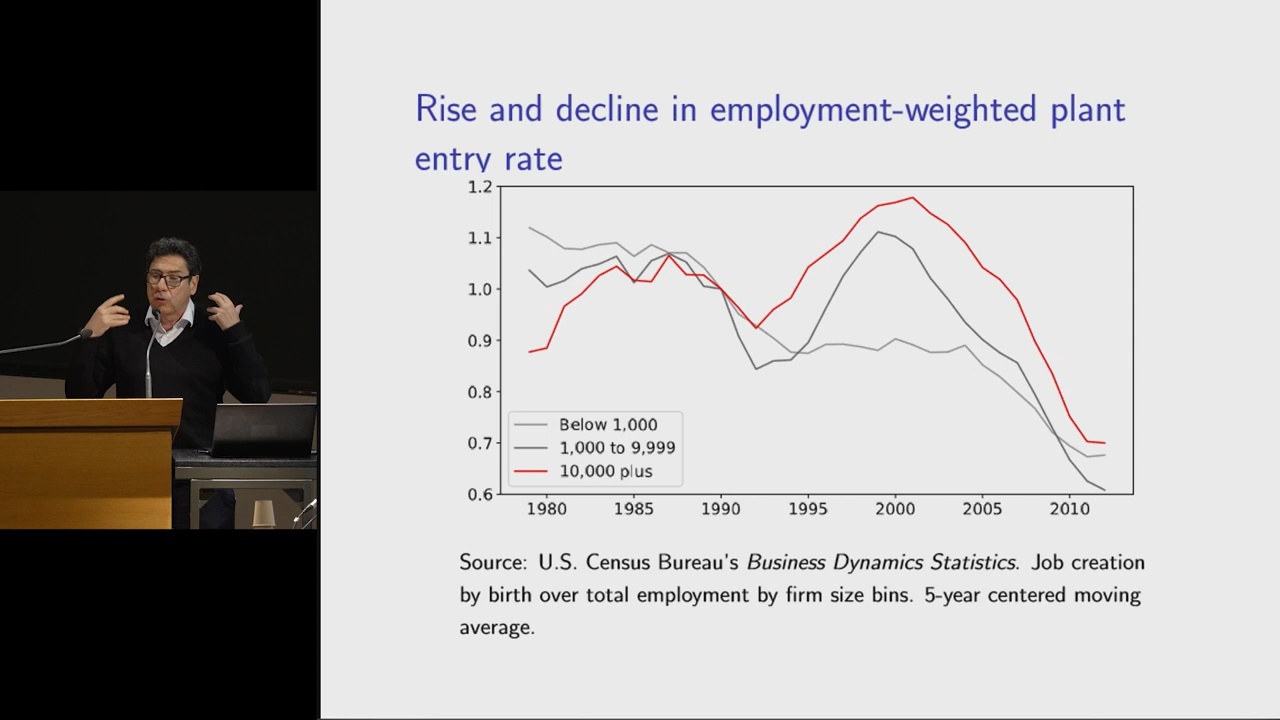 Rise and decline in employment-weighted plant
entry rate
1.2
1.1
1.0
0.9
0.8
0.7
0.6
Below 1,000
1,000 to 9,999
10,000 plus
1980 1985 1990 1995 2000 2005 2010
Source: U.S. Census Bureau's Business Dynamics Statistics. Job creation
by birth over total employment by firm size bins. 5-year centered moving
average.